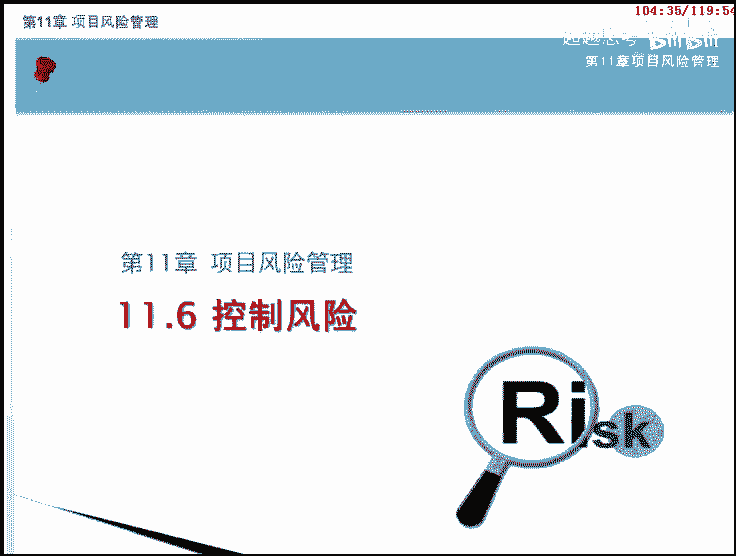 第11章 项目风险管理
104:35/119:54
bilibili
第11章项目风险管理
第11章 项目风险管理
11.6 控制风险
Risk